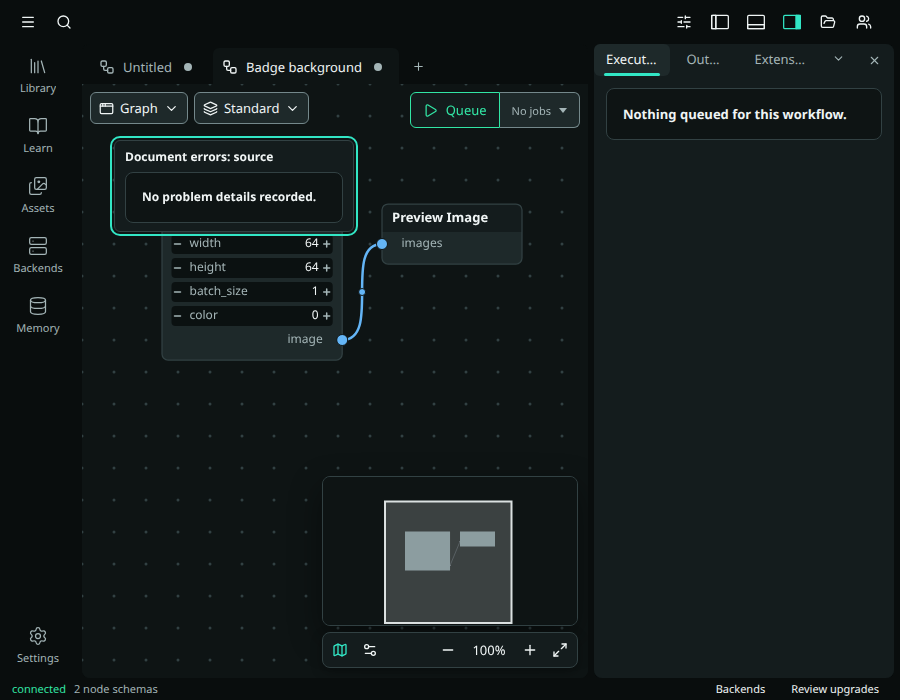 Untitled
Badge background
Library
Learn
Assets
Backends
Memory
Settings
Graph
Standard
Queue
No jobs
Document errors: source
No problem details recorded.
width 64
height 64
batch_size 1
color 0
image
Preview Image
images
100%
Execut...
Out...
Extens...
Nothing queued for this workflow.
connected 2 node schemas
Backends
Review upgrades